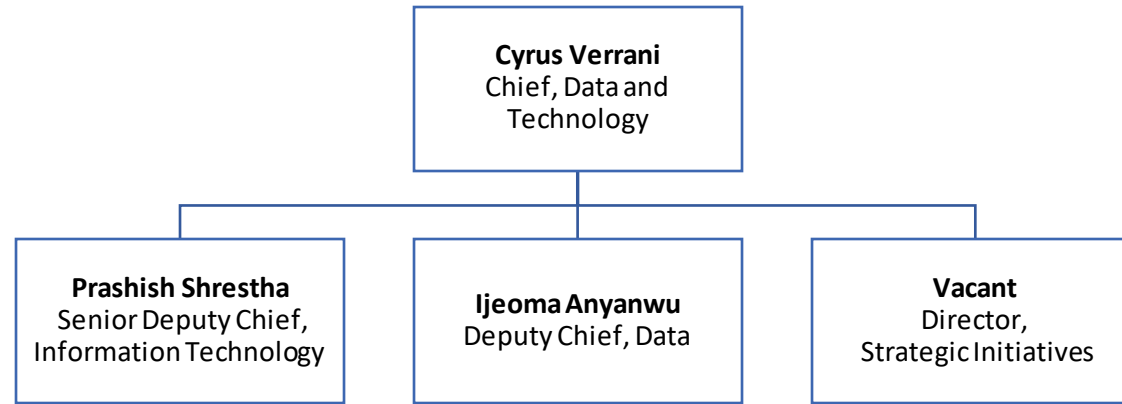 Cyrus Verrani
Chief, Data and
Technology
Prashish Shrestha
Senior Deputy Chief,
Information Technology
Ijeoma Anyanwu
Deputy Chief, Data
Vacant
Director,
Strategic Initiatives